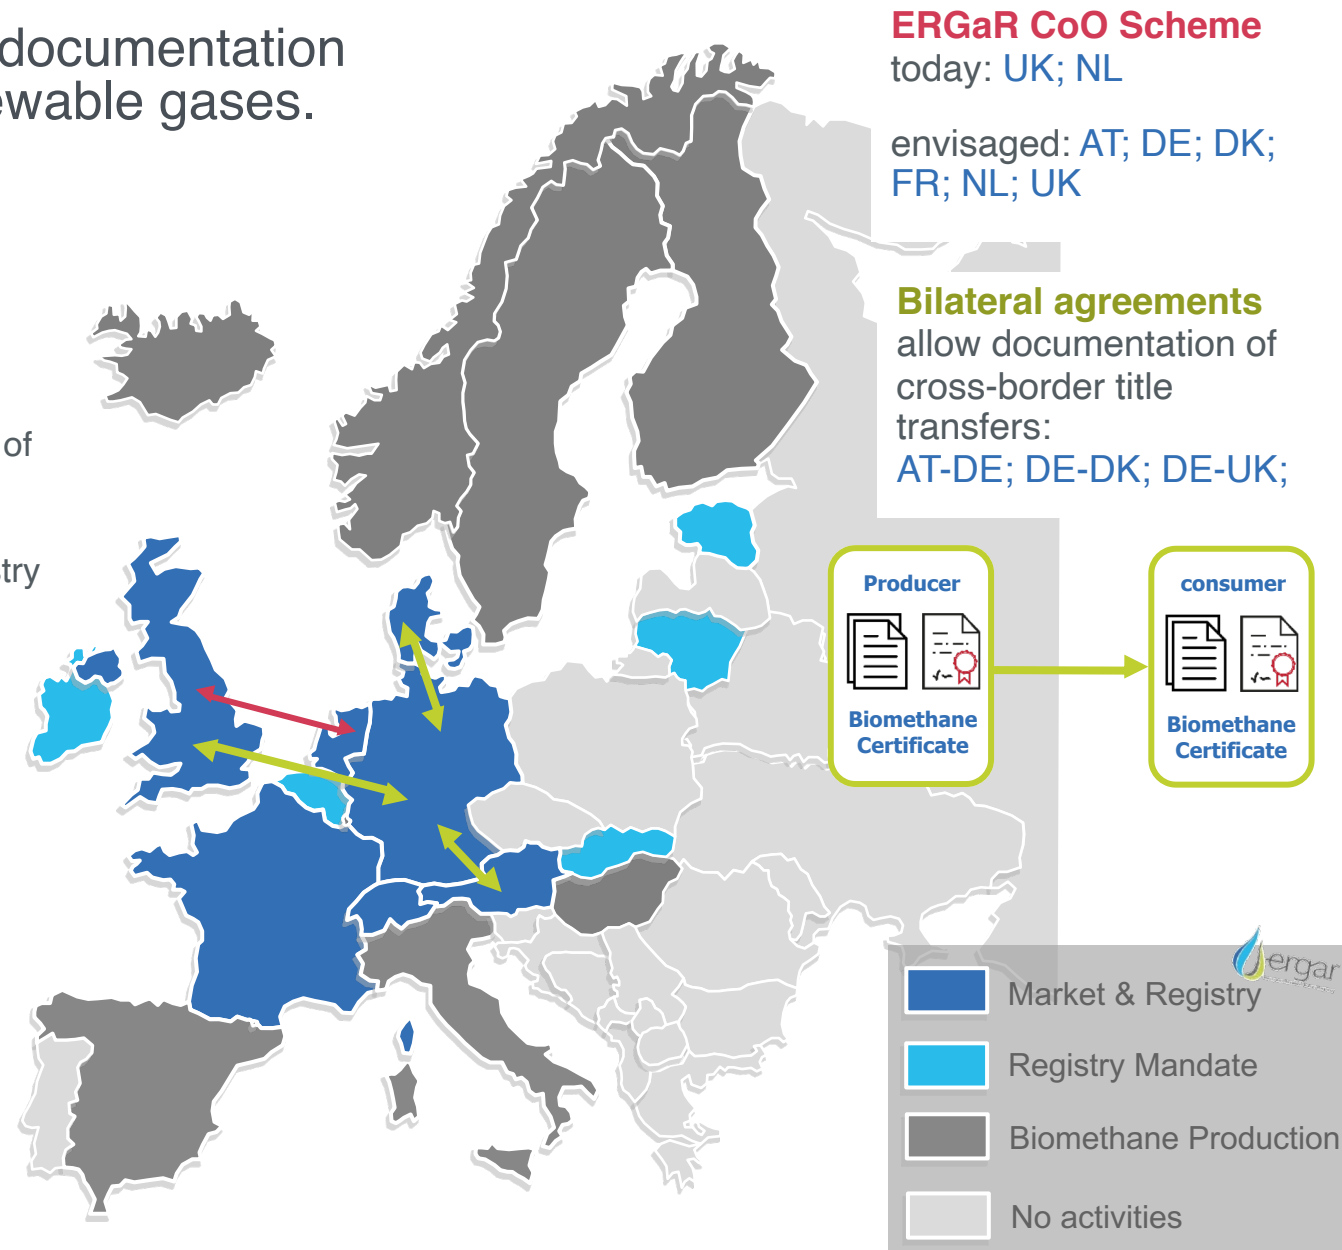 documentation
ewable gases.
of
stry
ERGaR CoO Scheme
today: UK; NL
envisaged: AT; DE; DK;
FR; NL; UK
Bilateral agreements
allow documentation of
cross-border title
transfers:
AT-DE; DE-DK; DE-UK;
Producer
Biomethane
Certificate
consumer
Biomethane
Certificate
ergar
Market & Registry
Registry Mandate
Biomethane Production
No activities